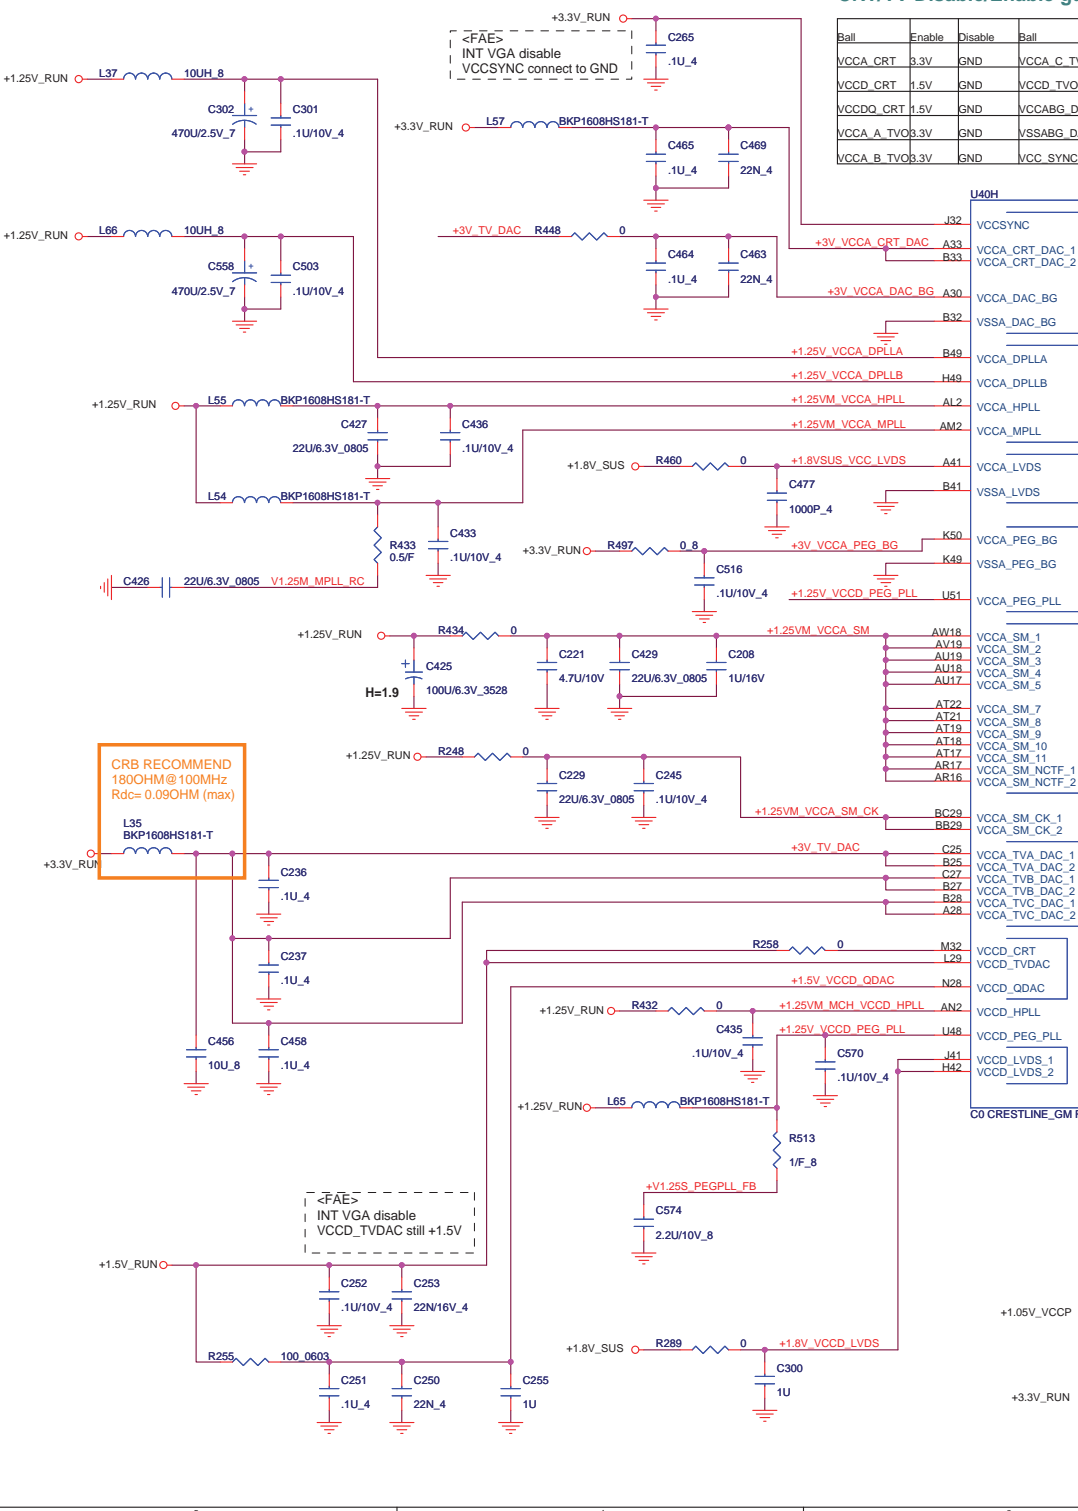 +3.3V_RUN
<FAE>
INT VGA disable
VCCSYNC connect to GND
C265
.1U_4
Ball Enable Disable Ball
VCCA_CRT 3.3V GND VCCA_C_TV
VCCD_CRT 1.5V GND VCCD_TVO
VCCDQ_CRT 1.5V GND VCCABG_D
VCCA_A_TVO 3.3V GND VSSABG_D
VCCA_B_TVO 3.3V GND VCC_SYNC
+1.25V_RUN L37 10UH_8
C302
470U/2.5V_7
C301
.1U/10V_4
+3.3V_RUN L57 BKP1608HS181-T
C465
.1U_4
C469
22N_4
U40H
+1.25V_RUN L66 10UH_8
C558
470U/2.5V_7
C503
.1U/10V_4
+3V_TV_DAC R448 0
C464
.1U_4
C463
22N_4
J32 VCCSYNC
+3V_VCCA_CRT_DAC A33 VCCA_CRT_DAC_1
B33 VCCA_CRT_DAC_2
+3V_VCCA_DAC_BG A30 VCCA_DAC_BG
B32 VSSA_DAC_BG
+1.25V_VCCA_DPLLA B49 VCCA_DPLLA
+1.25V_VCCA_DPLLB H49 VCCA_DPLLB
+1.25V_RUN L55 BKP1608HS181-T
+1.25VM_VCCA_HPLL AL2 VCCA_HPLL
C427
22U/6.3V_0805
C436
.1U/10V_4
+1.25VM_VCCA_MPLL AM2 VCCA_MPLL
+1.8V_SUS R460 0 +1.8VSUS_VCC_LVDS A41 VCCA_LVDS
C477
1000P_4
B41 VSSA_LVDS
L54 BKP1608HS181-T
R433
0.5/F
C433
.1U/10V_4
C426 22U/6.3V_0805 V1.25M_MPLL_RC
+3.3V_RUN R497 0_8 +3V_VCCA_PEG_BG K50 VCCA_PEG_BG
C516
.1U/10V_4
K49 VSSA_PEG_BG
+1.25V_VCCD_PEG_PLL U51 VCCA_PEG_PLL
+1.25V_RUN R434 0 +1.25VM_VCCA_SM
C425
100U/6.3V_3528
H=1.9
C221
4.7U/10V
C429
22U/6.3V_0805
C208
1U/16V
AW18 VCCA_SM_1
AV19 VCCA_SM_2
AU19 VCCA_SM_3
AU18 VCCA_SM_4
AU17 VCCA_SM_5
AT22 VCCA_SM_7
AT21 VCCA_SM_8
AT19 VCCA_SM_9
AT18 VCCA_SM_10
AT17 VCCA_SM_11
AR17 VCCA_SM_NCTF_1
AR16 VCCA_SM_NCTF_2
+1.25V_RUN R248 0
C229
22U/6.3V_0805
C245
.1U/10V_4
+1.25VM_VCCA_SM_CK BC29 VCCA_SM_CK_1
BB29 VCCA_SM_CK_2
CRB RECOMMEND
180OHM@100MHz
Rdc= 0.09OHM (max)
L35
BKP1608HS181-T
+3.3V_RUN
+3V_TV_DAC C25 VCCA_TVA_DAC_1
B25 VCCA_TVA_DAC_2
C27 VCCA_TVB_DAC_1
B27 VCCA_TVB_DAC_2
B28 VCCA_TVC_DAC_1
A28 VCCA_TVC_DAC_2
C236
.1U_4
C237
.1U_4
C456
10U_8
C458
.1U_4
R258 0 M32 VCCD_CRT
L29 VCCD_TVDAC
+1.5V_VCCD_QDAC N28 VCCD_QDAC
+1.25V_RUN R432 0 +1.25VM_MCH_VCCD_HPLL AN2 VCCD_HPLL
C435
.1U/10V_4
+1.25V_VCCD_PEG_PLL U48 VCCD_PEG_PLL
C570
.1U/10V_4
J41 VCCD_LVDS_1
H42 VCCD_LVDS_2
+1.25V_RUN L65 BKP1608HS181-T
C0 CRESTLINE_GM
R513
1/F_8
+V1.25S_PEGPLL_FB
C574
2.2U/10V_8
<FAE>
INT VGA disable
VCCD_TVDAC still +1.5V
+1.5V_RUN
C252
.1U/10V_4
C253
22N/16V_4
+1.05V_VCCP
R255 100_0603
C251
.1U_4
C250
22N_4
C255
1U
+1.8V_SUS R289 0 +1.8V_VCCD_LVDS
C300
1U
+3.3V_RUN